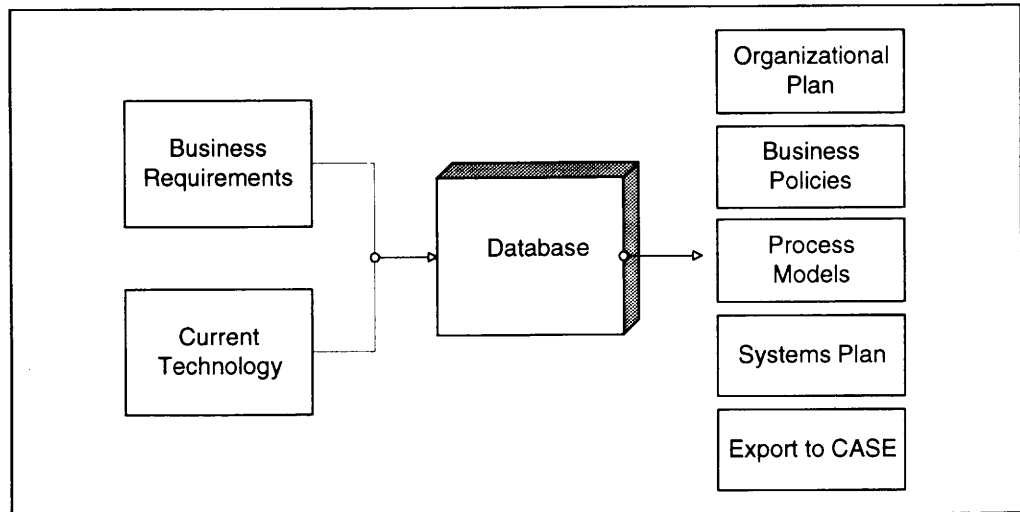 Business
Requirements
Current
Technology
Database
Organizational
Plan
Business
Policies
Process
Models
Systems Plan
Export to CASE